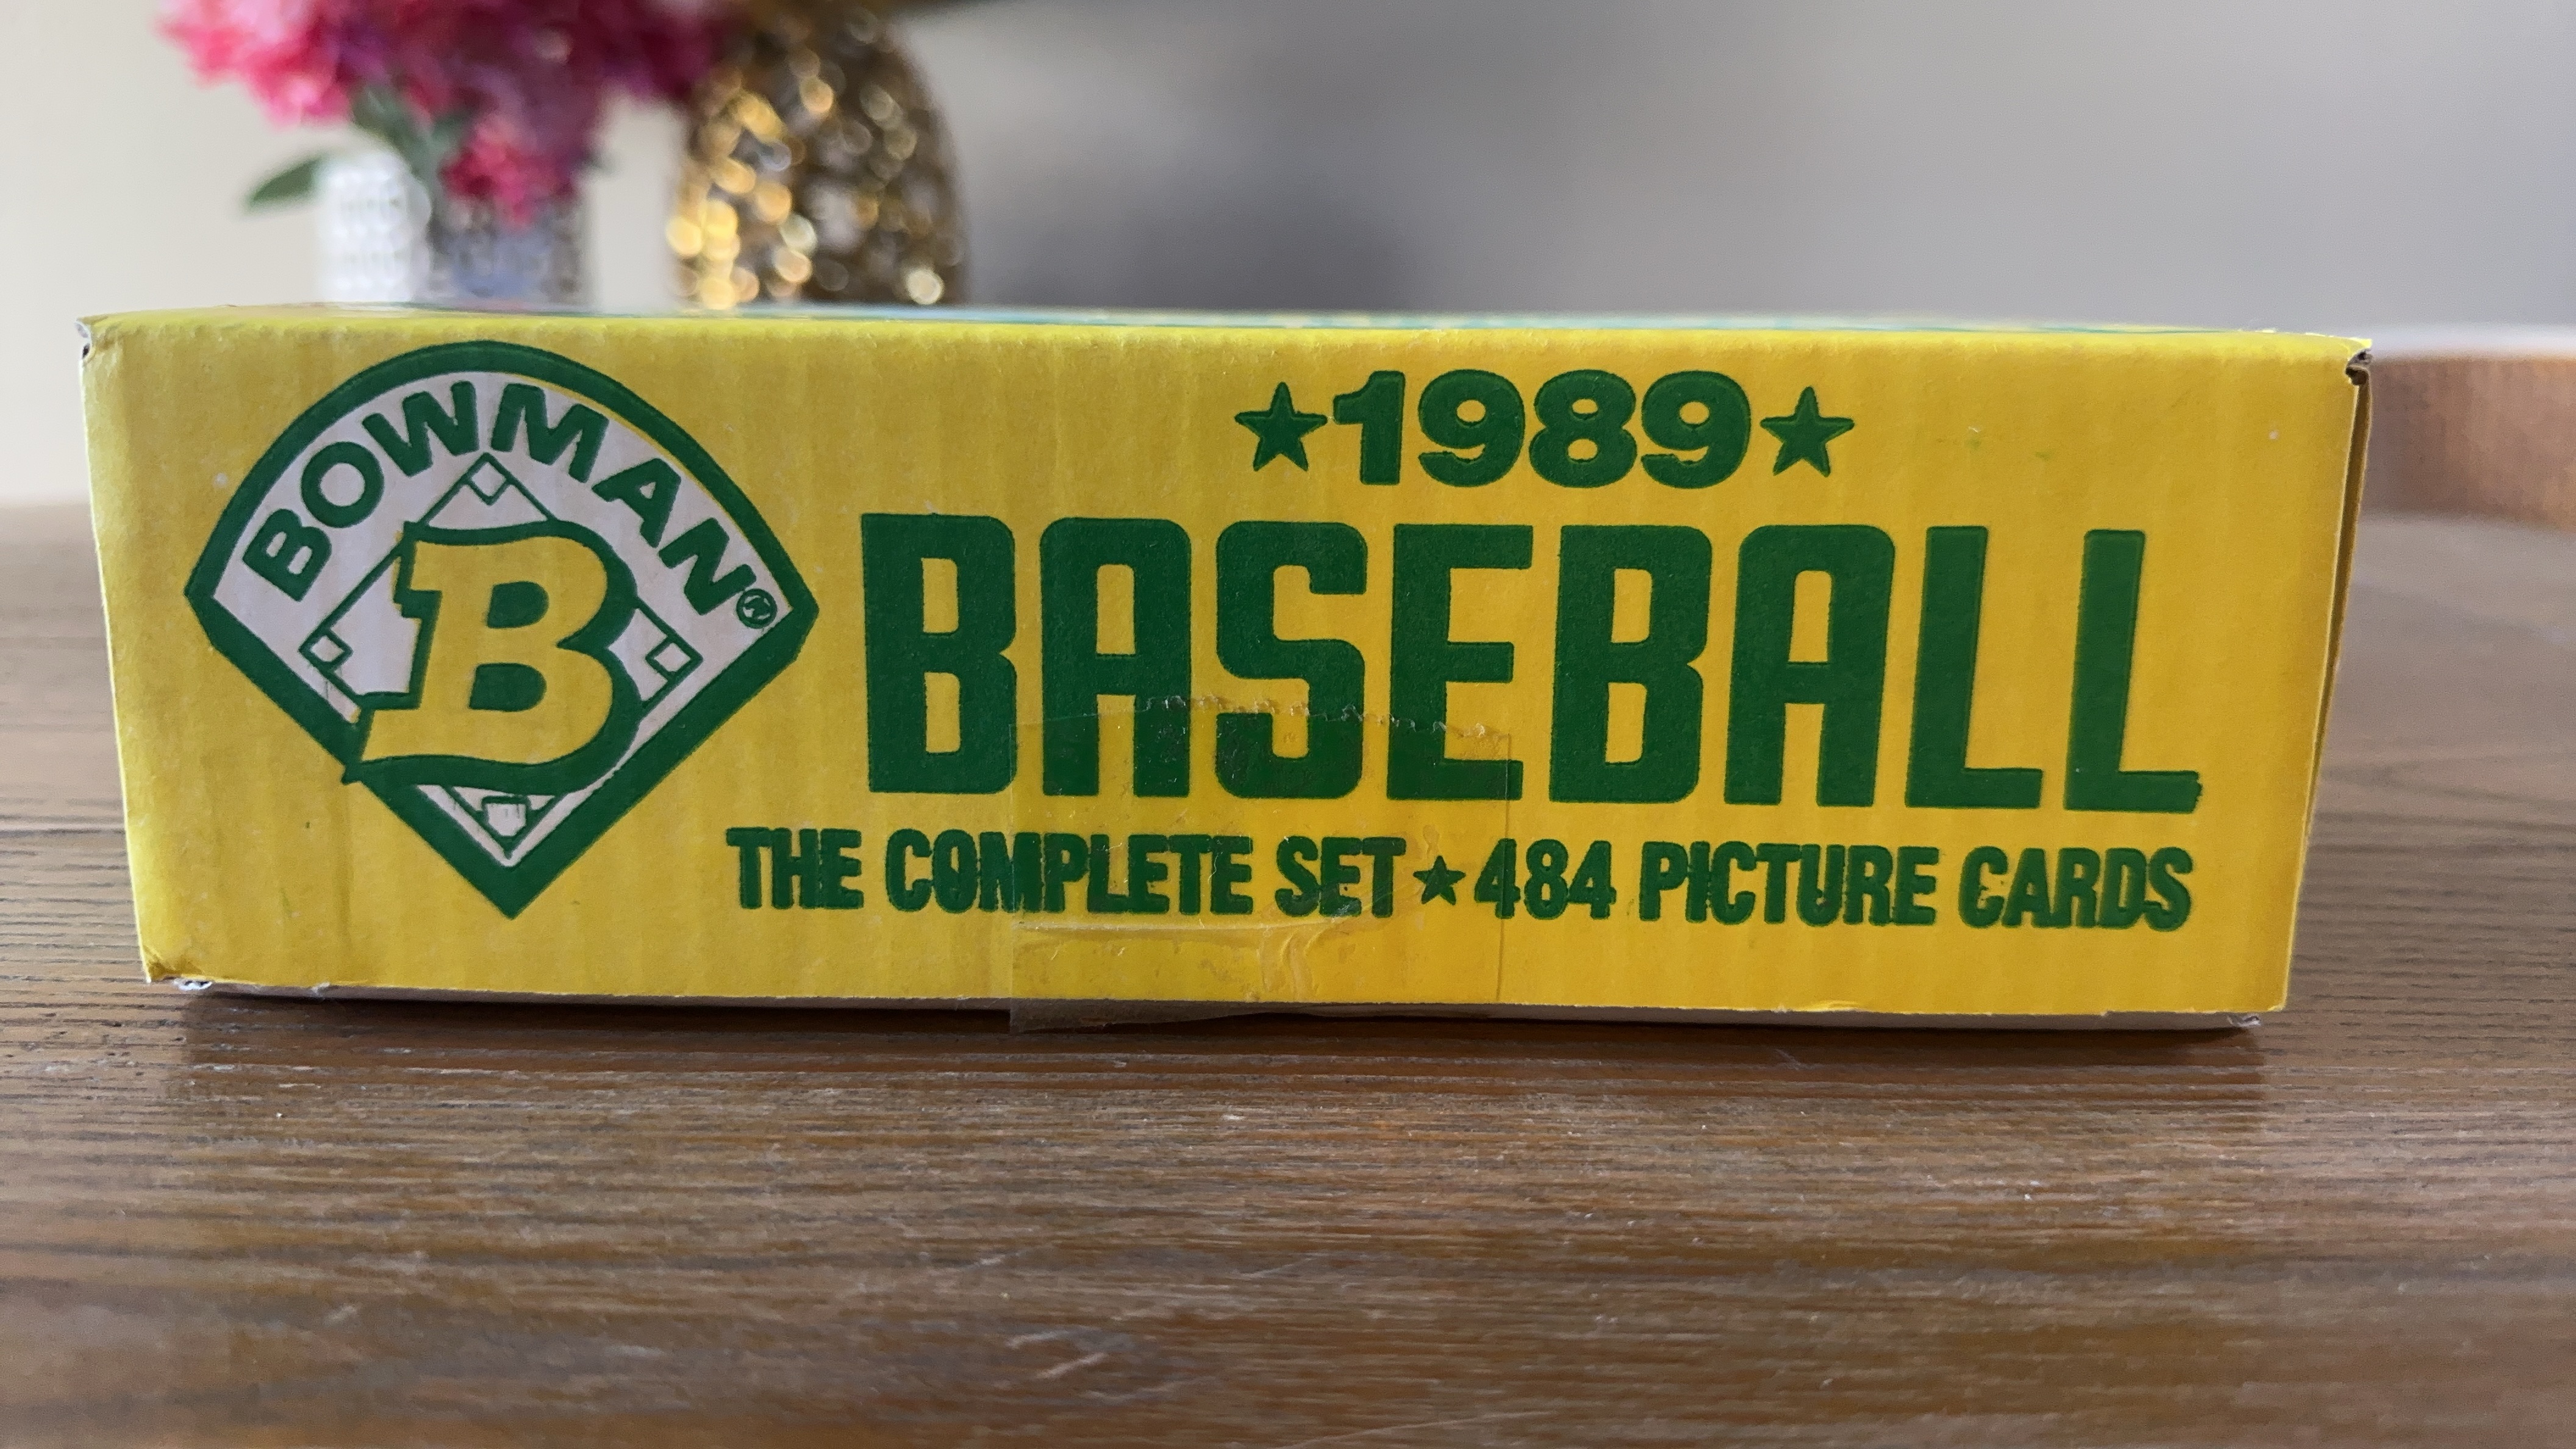 BOWMAN®
B
★1989★
BASEBALL
THE COMPLETE SET★484 PICTURE CARDS